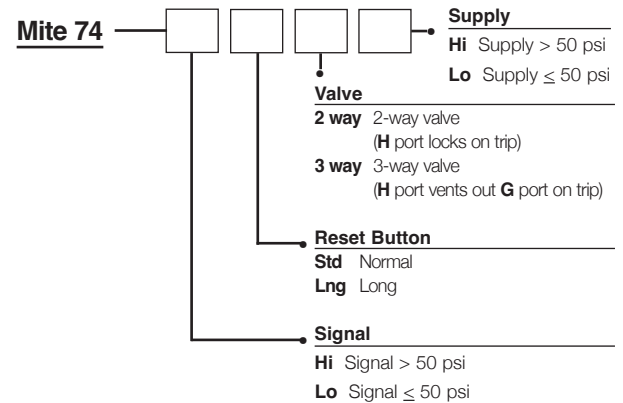 Mite 74
Supply
Hi Supply > 50 psi
Lo Supply ≤ 50 psi
Valve
2 way 2-way valve
(H port locks on trip)
3 way 3-way valve
(H port vents out G port on trip)
Reset Button
Std Normal
Lng Long
Signal
Hi Signal > 50 psi
Lo Signal ≤ 50 psi